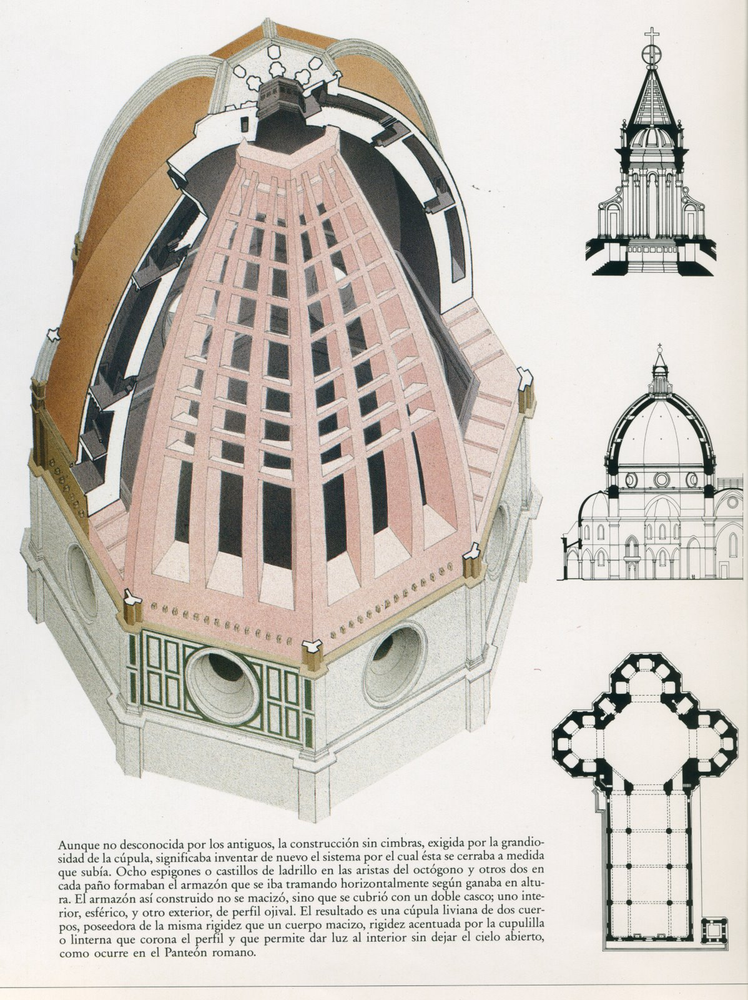 Aunque no desconocida por los antiguos, la construcción sin cimbras, exigida por la grandio-
sidad de la cúpula, significaba inventar de nuevo el sistema por el cual ésta se cerraba a medida
que subía. Ocho espigones o castillos de ladrillo en las aristas del octógono y otros dos en
cada paño formaban el armazón que se iba tramando horizontalmente según ganaba en altu-
ra. El armazón así construido no se macizó, sino que se cubrió con un doble casco; uno inte-
rior, esférico, y otro exterior, de perfil ojival. El resultado es una cúpula liviana de dos cuer-
pos, poseedora de la misma rigidez que un cuerpo macizo, rigidez acentuada por la cupulilla
o linterna que corona el perfil y que permite dar luz al interior sin dejar el cielo abierto,
como ocurre en el Panteón romano.